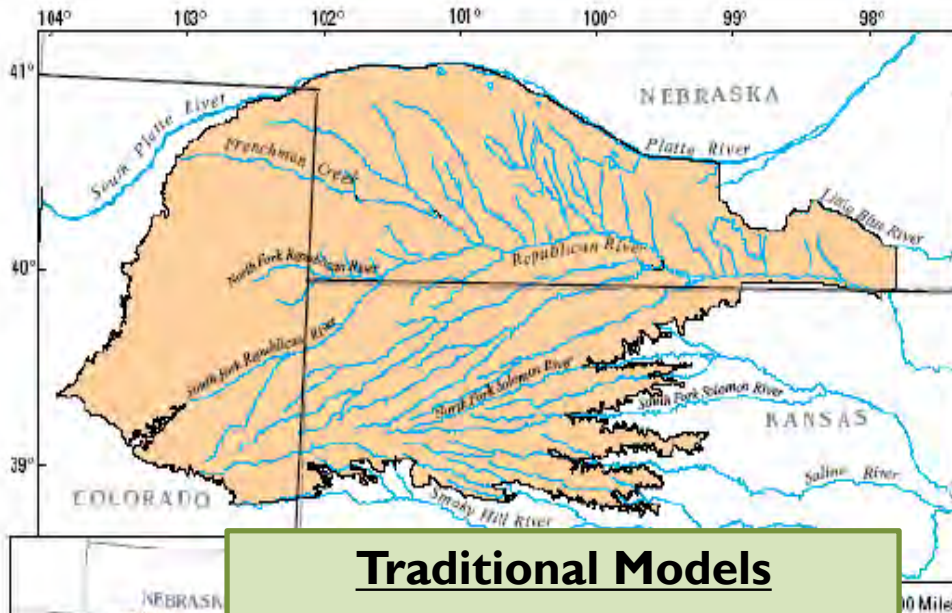 104°
103°
102°
101°
100°
99°
98°
41°
NEBRASKA
South Platte River
Platte River
Frenchman Creek
Little Blue River
Republican River
40°
North Fork Republican River
South Fork Republican River
North Fork Solomon River
South Fork Solomon River
KANSAS
39°
Saline River
COLORADO
Smoky Hill River
Traditional Models
NEBRASK
00 Mile